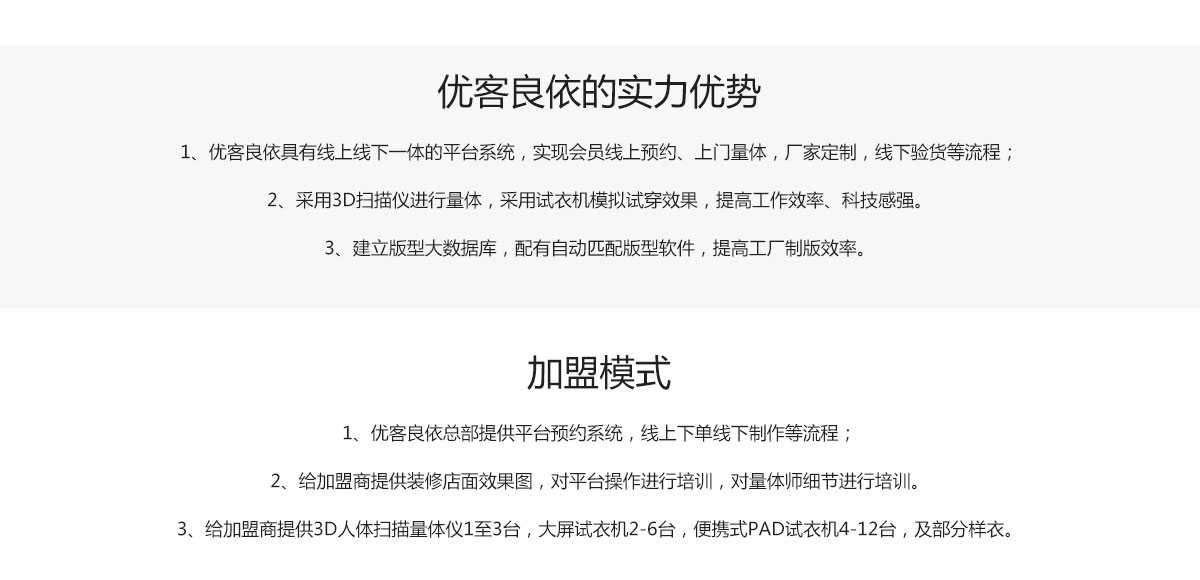 优客良依的实力优势
1、优客良依具有线上线下一体的平台系统，实现会员线上预约、上门量体，厂家定制，线下验货等流程；
2、采用3D扫描仪进行量体，采用试衣机模拟试穿效果，提高工作效率、科技感强。
3、建立版型大数据库，配有自动匹配版型软件，提高工厂制版效率。
加盟模式
1、优客良依总部提供平台预约系统，线上下单线下制作等流程；
2、给加盟商提供装修店面效果图，对平台操作进行培训，对量体师细节进行培训。
3、给加盟商提供3D人体扫描量体仪1至3台，大屏试衣机2-6台，便携式PAD试衣机4-12台，及部分样衣。